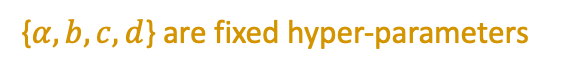 {α, b, c, d} are fixed hyper-parameters